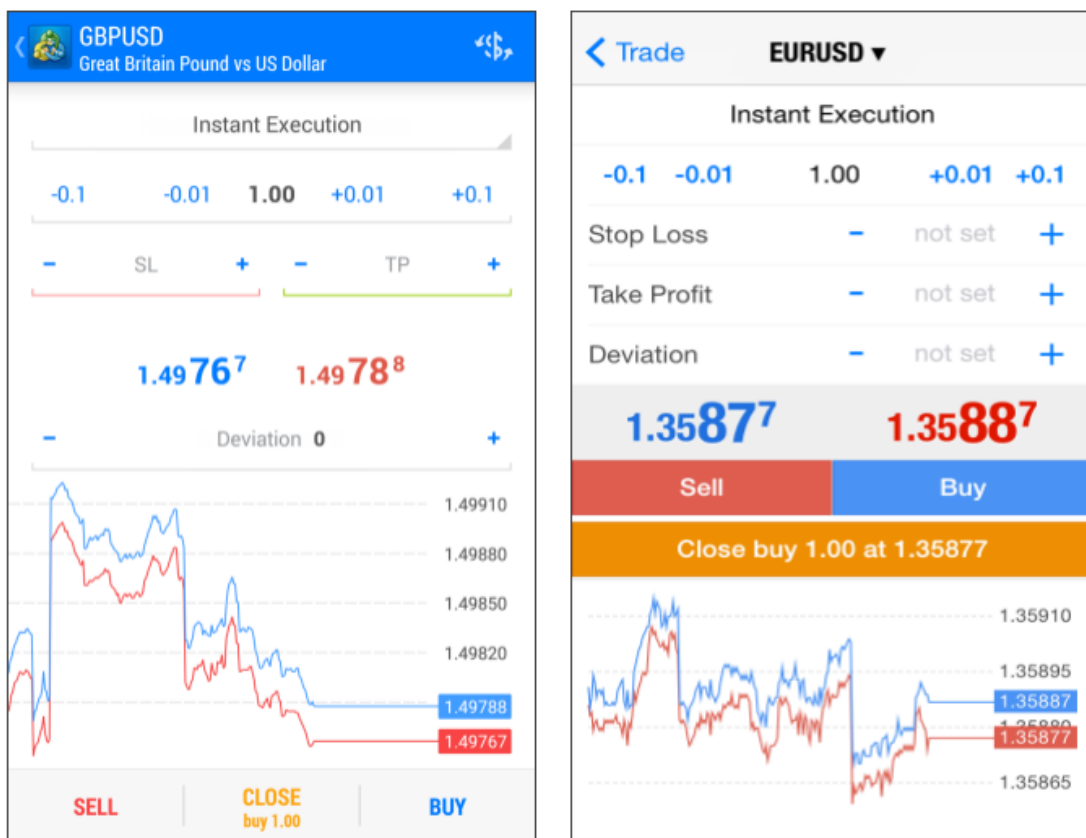 GBPUSD
Great Britain Pound vs US Dollar
Instant Execution
-0.1 -0.01 1.00 +0.01 +0.1
- SL + - TP +
1.49767 1.49788
- Deviation 0 +
1.49910
1.49880
1.49850
1.49820
1.49788
1.49767
SELL CLOSE BUY
buy 1.00
Trade EURUSD ▼
Instant Execution
-0.1 -0.01 1.00 +0.01 +0.1
Stop Loss - not set +
Take Profit - not set +
Deviation - not set +
1.35877 1.35887
Sell Buy
Close buy 1.00 at 1.35877
1.35910
1.35895
1.35887
1.35880
1.35877
1.35865